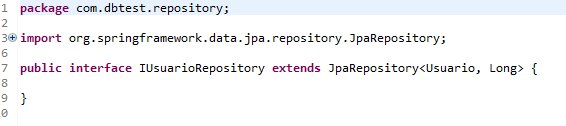 1 package com.dbtest.repository;
2
3 import org.springframework.data.jpa.repository.JpaRepository;
6
7 public interface IUsuarioRepository extends JpaRepository<Usuario, Long> {
8
9 }
0